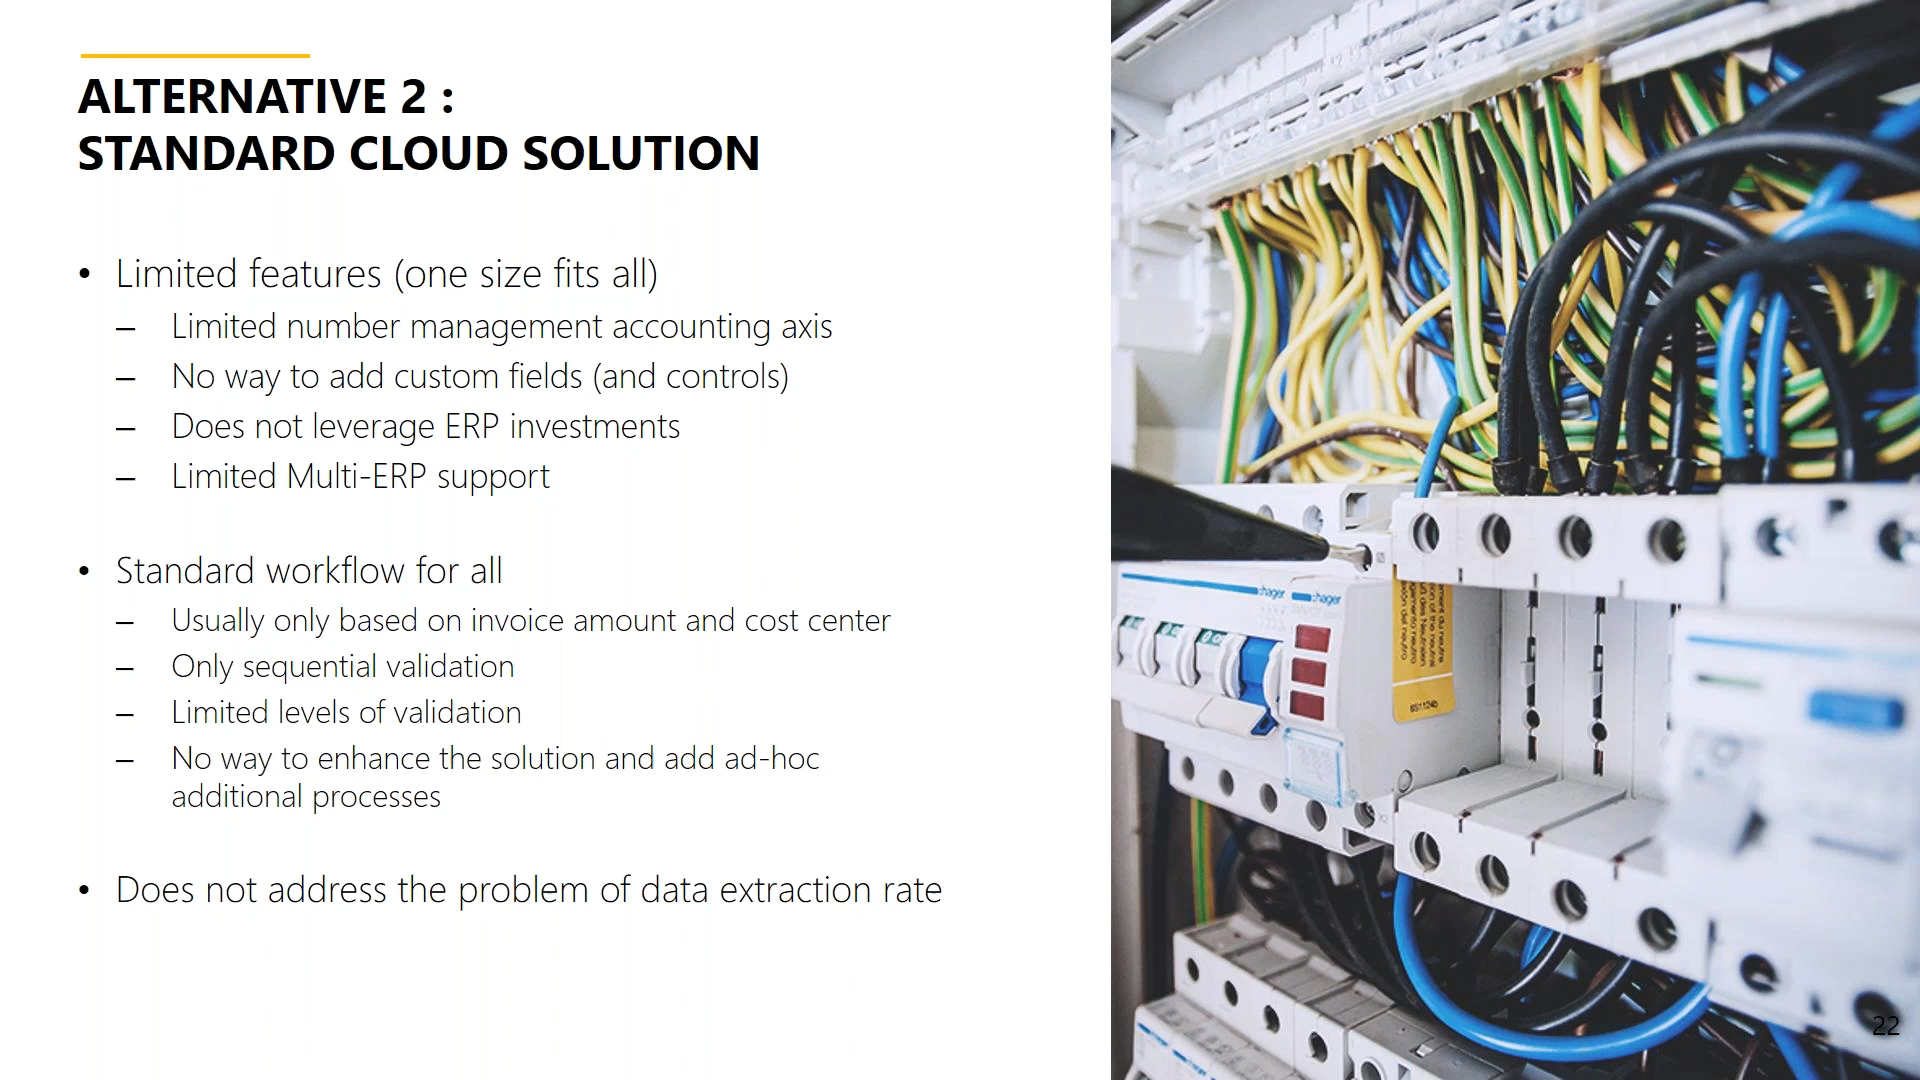 ALTERNATIVE 2 :
STANDARD CLOUD SOLUTION
• Limited features (one size fits all)
– Limited number management accounting axis
– No way to add custom fields (and controls)
– Does not leverage ERP investments
– Limited Multi-ERP support
• Standard workflow for all
– Usually only based on invoice amount and cost center
– Only sequential validation
– Limited levels of validation
– No way to enhance the solution and add ad-hoc
additional processes
• Does not address the problem of data extraction rate
:hager
:hager
6S1124b
22